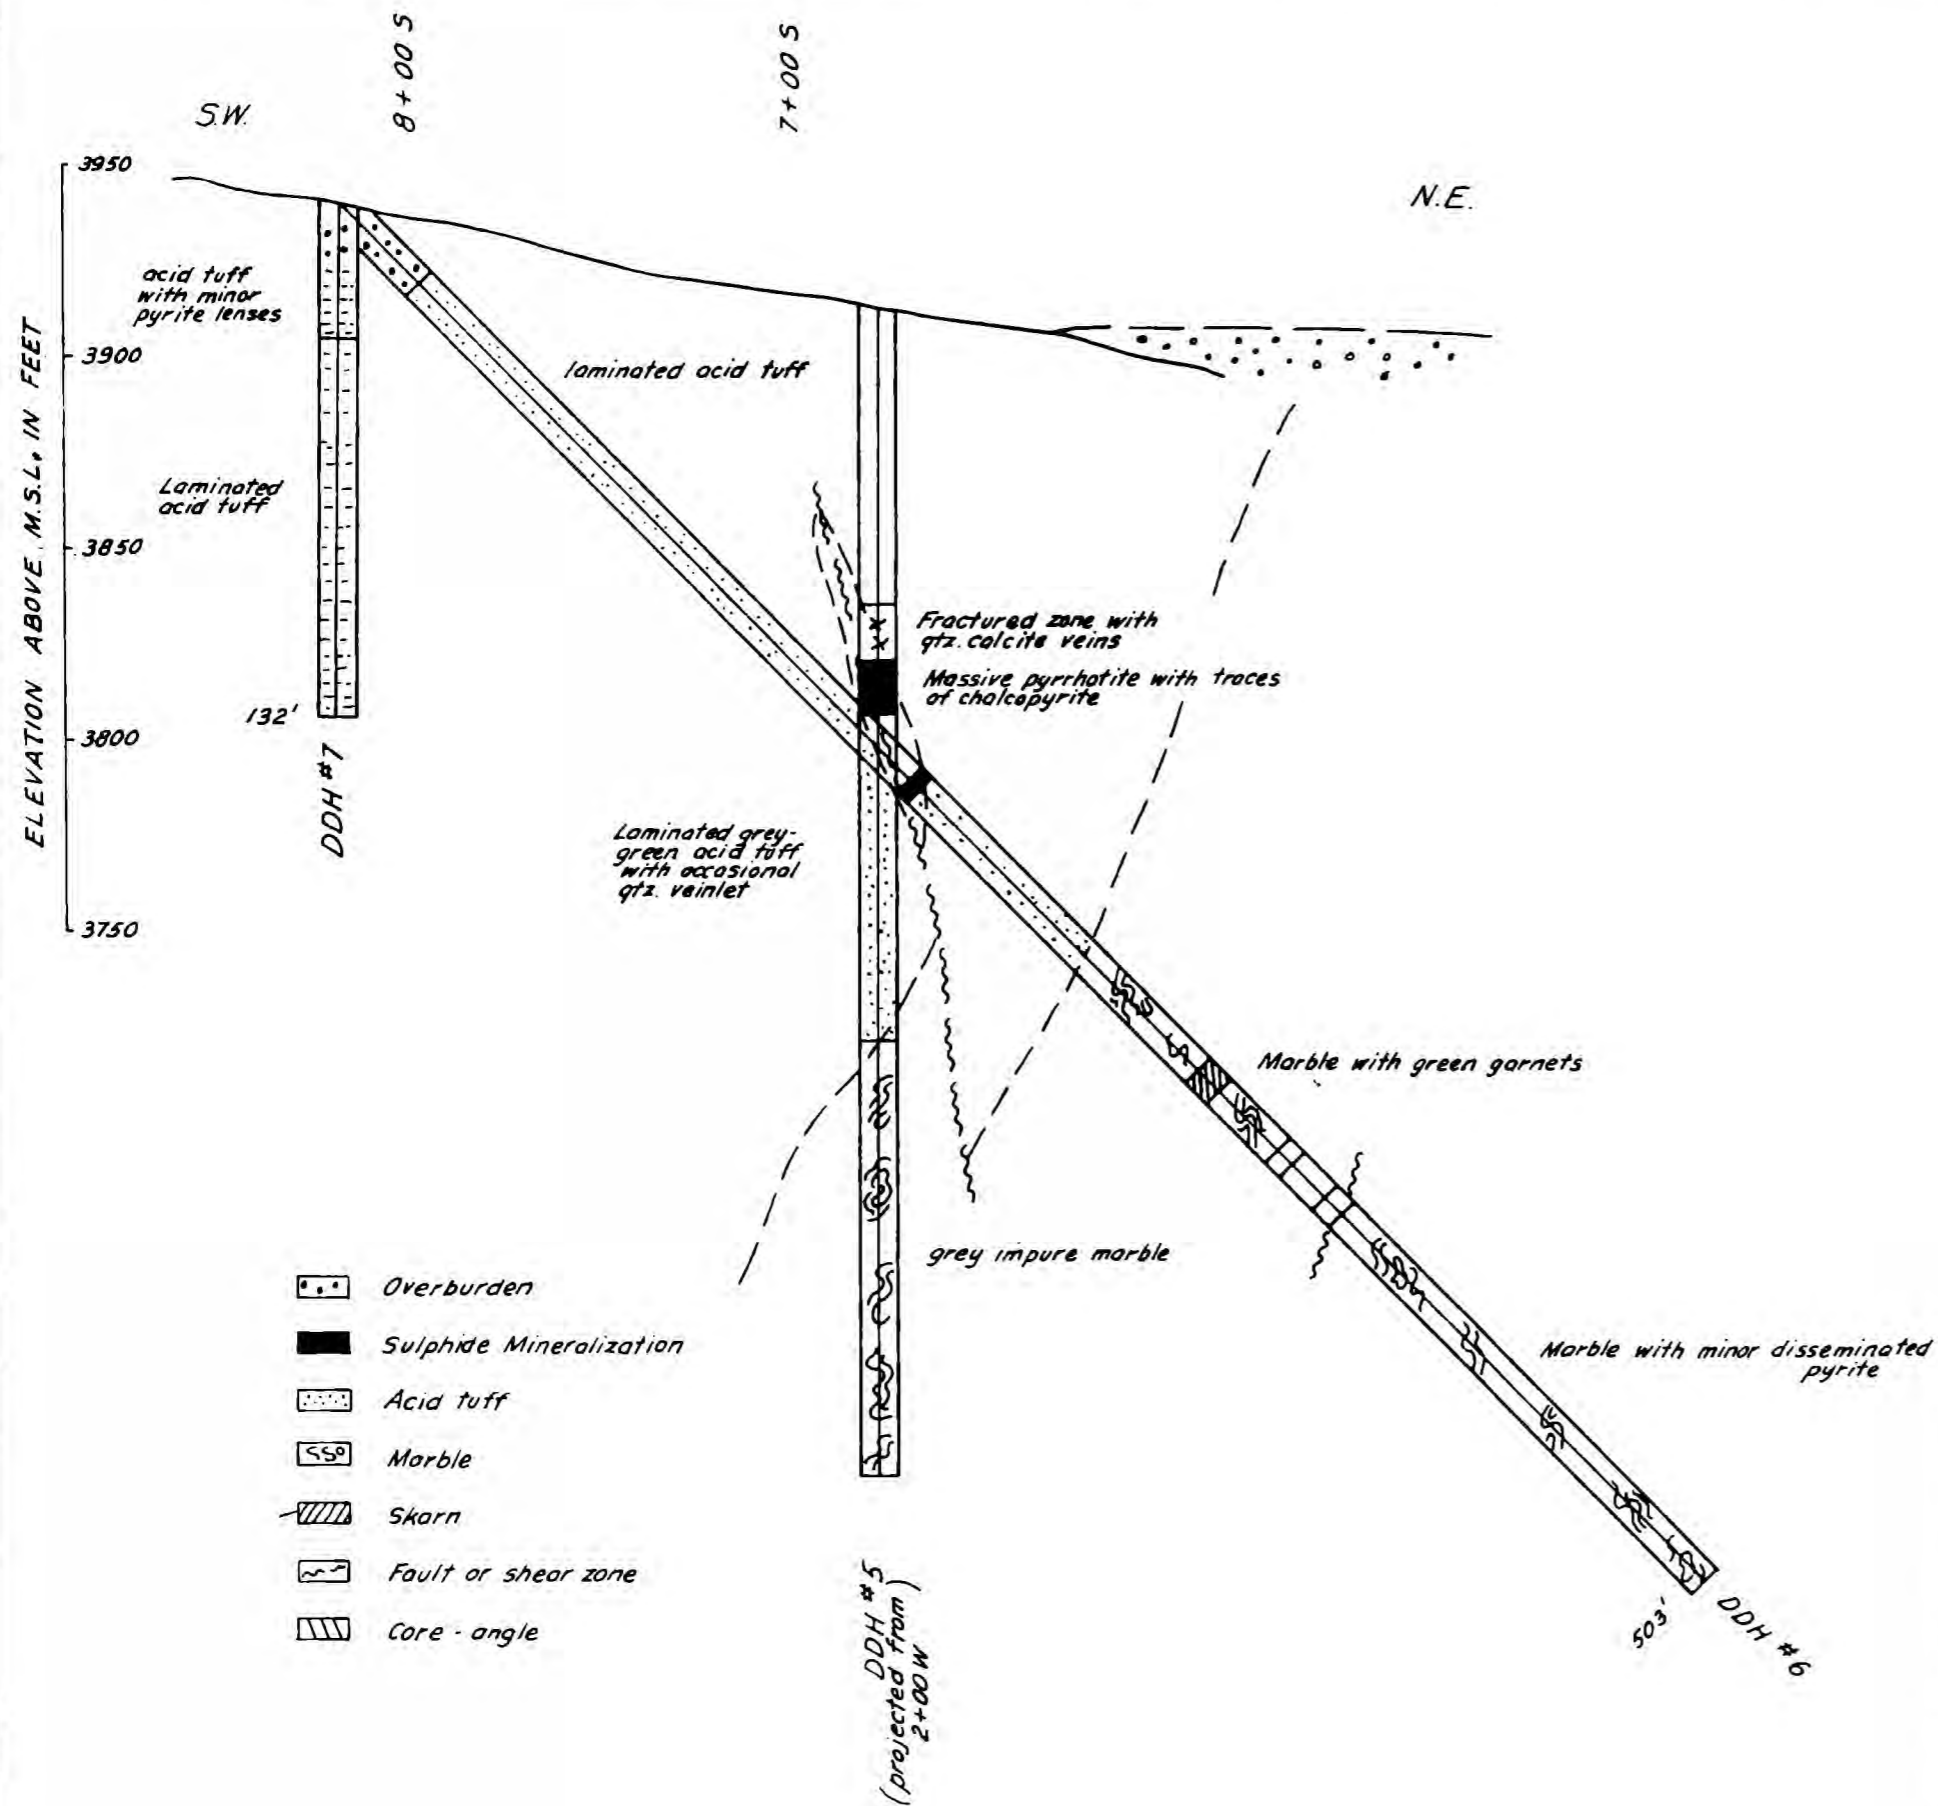 8+00 S
7+00 S
S.W.
N.E.
ELEVATION ABOVE M.S.L. IN FEET
3950
3900
3850
3800
3750
acid tuff
with minor
pyrite lenses
Laminated
acid tuff
132'
DDH #7
laminated acid tuff
Fractured zone with
qtz. calcite veins
Massive pyrrhotite with traces
of chalcopyrite
Laminated grey-
green acid tuff
with occasional
qtz. veinlet
Marble with green garnets
grey impure marble
Marble with minor disseminated
pyrite
Overburden
Sulphide Mineralization
Acid tuff
Marble
Skarn
Fault or shear zone
Core - angle
DDH #5
(projected from)
2+00W
503'
DDH #6